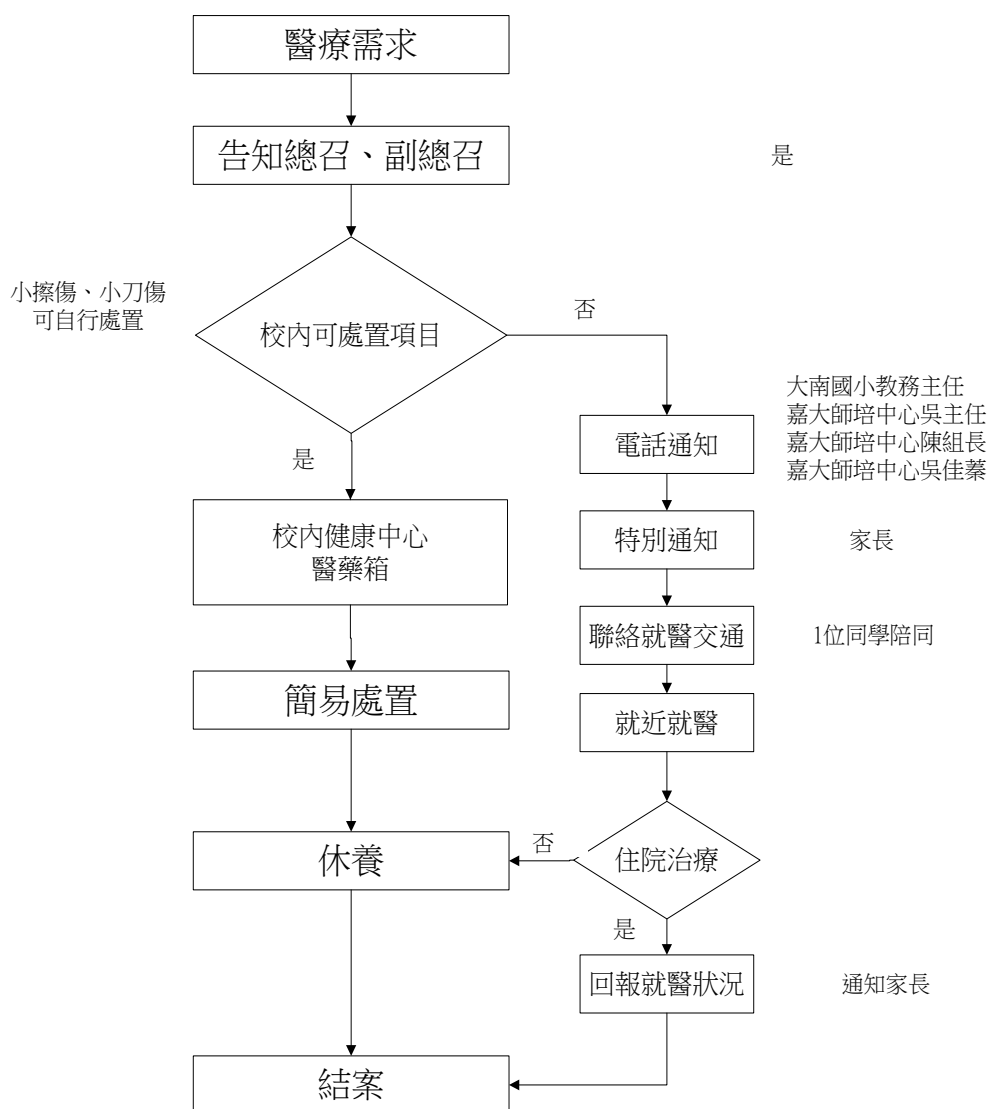 醫療需求
告知總召、副總召
是
小擦傷、小刀傷
可自行處置
校內可處置項目
否
大南國小教務主任
嘉大師培中心吳主任
嘉大師培中心陳組長
嘉大師培中心吳佳蓁
電話通知
是
校內健康中心
醫藥箱
特別通知
家長
聯絡就醫交通
1位同學陪同
簡易處置
就近就醫
休養
否
住院治療
是
回報就醫狀況
通知家長
結案